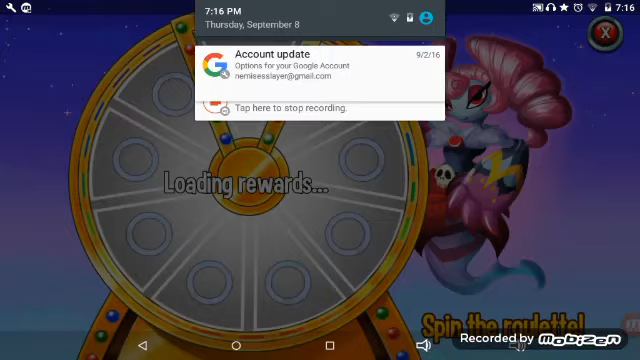 7:16
7:16 PM
Thursday, September 8
Account update
9/2/16
Options for your Google Account
nemisesslayer@gmail.com
Tap here to stop recording.
Loading rewards...
Spin the roulette!
Recorded by MOBIZEN